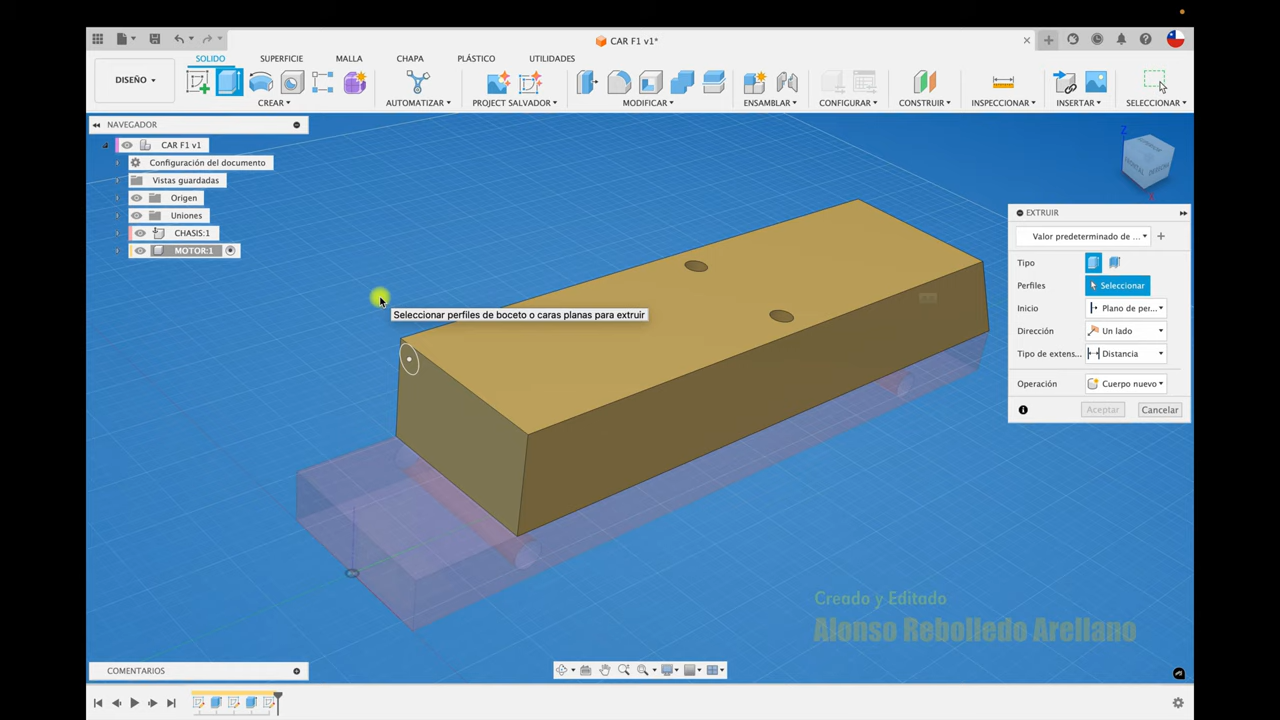 CAR F1 v1*
SOLIDO
SUPERFICIE
MALLA
CHAPA
PLÁSTICO
UTILIDADES
DISEÑO
CREAR
AUTOMATIZAR
PROJECT SALVADOR
MODIFICAR
ENSAMBLAR
CONFIGURAR
CONSTRUIR
INSPECCIONAR
INSERTAR
SELECCIONAR
NAVEGADOR
CAR F1 v1
Configuración del documento
Vistas guardadas
Origen
Uniones
CHASIS:1
MOTOR:1
Z
EXTRUIR
Valor predeterminado de ...
Tipo
Perfiles
Seleccionar
Inicio
Plano de per...
Dirección
Un lado
Tipo de extens...
Distancia
Operación
Cuerpo nuevo
Aceptar
Cancelar
Seleccionar perfiles de boceto o caras planas para extruir
Creado y Editado
Alonso Rebolledo Arellano
COMENTARIOS